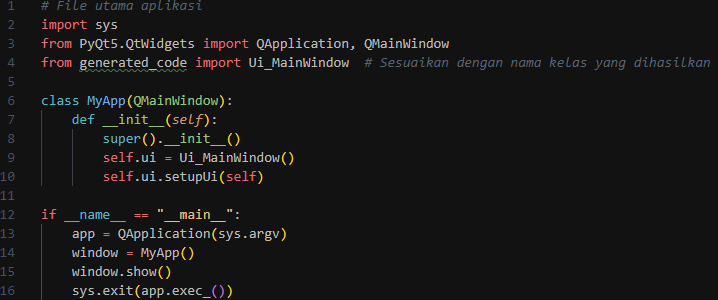 1 # File utama aplikasi
2 import sys
3 from PyQt5.QtWidgets import QApplication, QMainWindow
4 from generated_code import Ui_MainWindow  # Sesuaikan dengan nama kelas yang dihasilkan
5
6 class MyApp(QMainWindow):
7     def __init__(self):
8         super().__init__()
9         self.ui = Ui_MainWindow()
10         self.ui.setupUi(self)
11
12 if __name__ == "__main__":
13     app = QApplication(sys.argv)
14     window = MyApp()
15     window.show()
16     sys.exit(app.exec_())